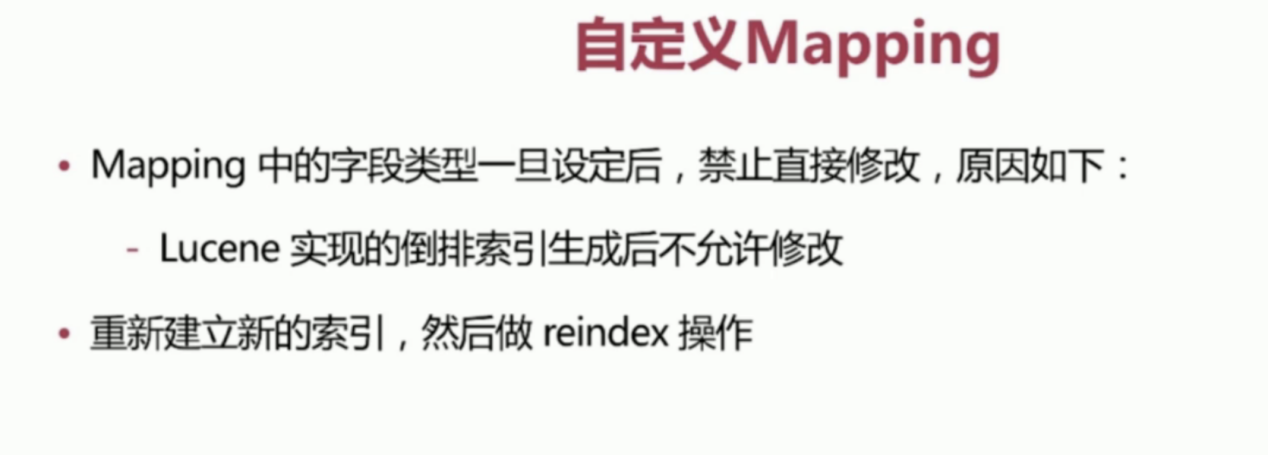 自定义Mapping
• Mapping 中的字段类型一旦设定后，禁止直接修改，原因如下：
- Lucene 实现的倒排索引生成后不允许修改
• 重新建立新的索引，然后做 reindex 操作